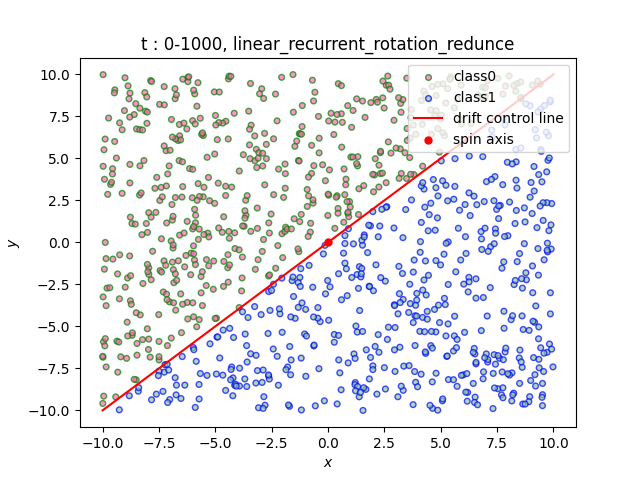 t : 0-1000, linear_recurrent_rotation_redunce
class0
class1
drift control line
spin axis
10.0
7.5
5.0
2.5
0.0
−2.5
−5.0
−7.5
−10.0
y
−10.0 −7.5 −5.0 −2.5 0.0 2.5 5.0 7.5 10.0
x